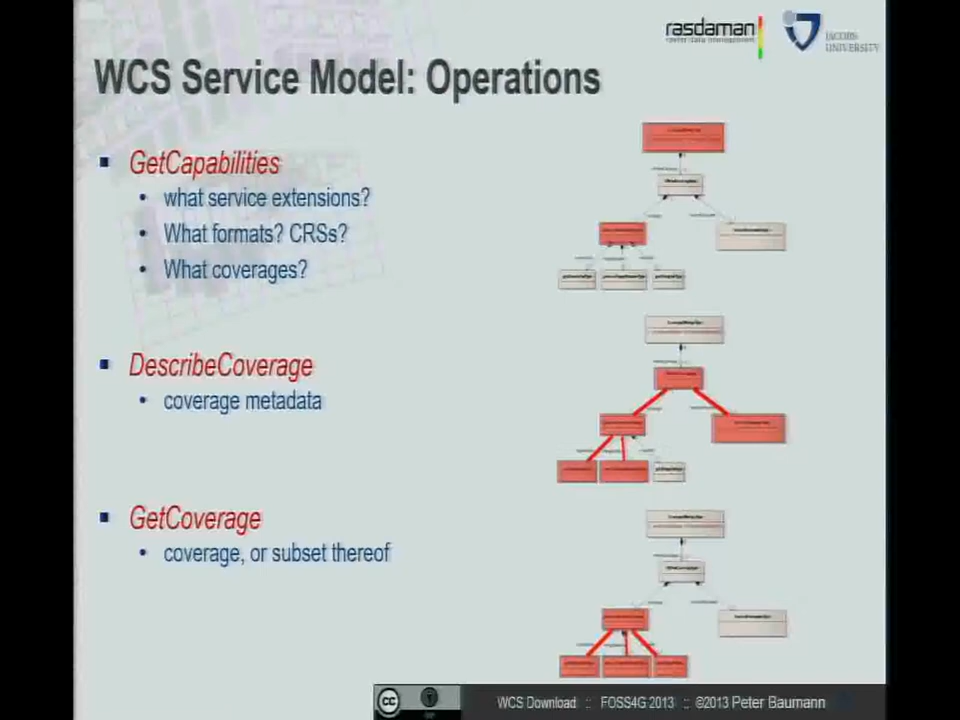 rasdaman
raster data management
JACOBS
UNIVERSITY
WCS Service Model: Operations
GetCapabilities
what service extensions?
What formats? CRSs?
What coverages?
DescribeCoverage
coverage metadata
GetCoverage
coverage, or subset thereof
cc
WCS Download :: FOSS4G 2013 :: ©2013 Peter Baumann